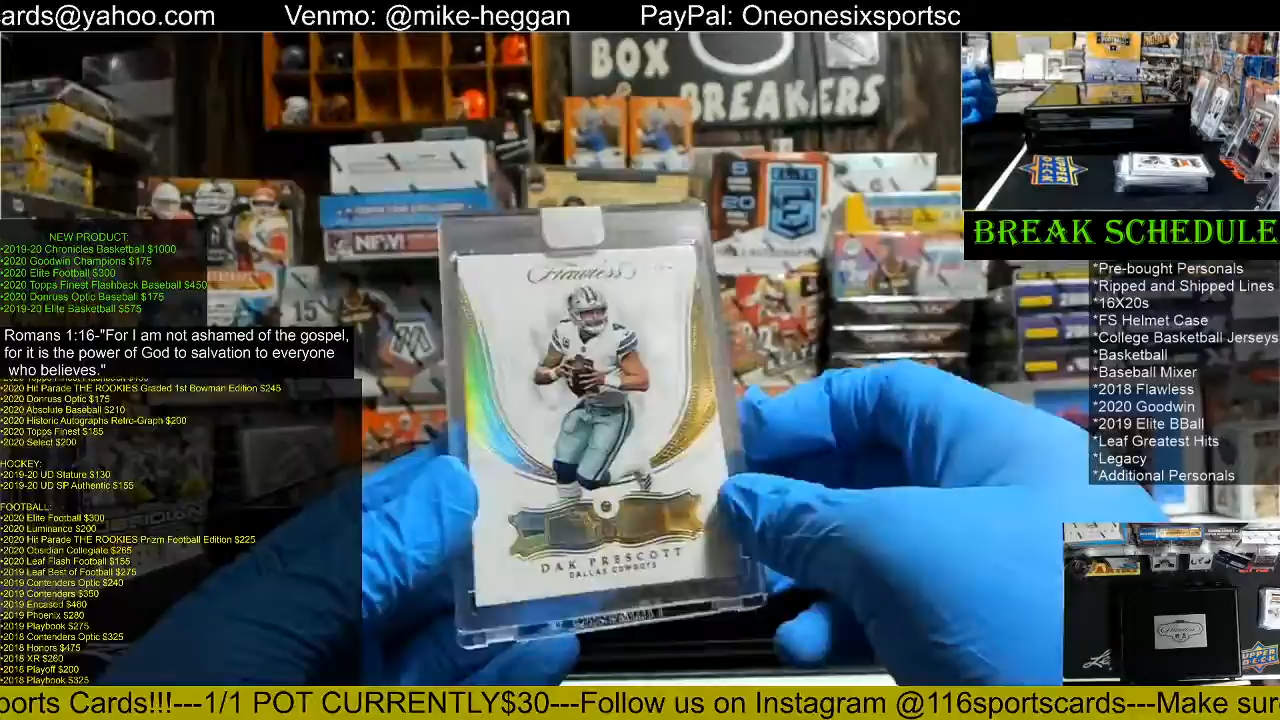 ards@yahoo.com Venmo: @mike-heggan PayPal: Oneonesixsportsc
BOX
BREAKERS
NEW PRODUCT:
•2019-20 Chronicles Basketball $1000
•2020 Goodwin Champions $175
•2020 Elite Football $300
•2020 Topps Finest Flashback Baseball $450
•2020 Donruss Optic Baseball $175
•2019-20 Elite Basketball $575
Romans 1:16-"For I am not ashamed of the gospel,
for it is the power of God to salvation to everyone
who believes."
•2020 Hit Parade THE ROOKIES Graded 1st Bowman Edition $245
•2020 Donruss Optic $175
•2020 Absolute Baseball $210
•2020 Historic Autographs Retro-Graph $200
•2020 Topps Finest $185
•2020 Select $200
HOCKEY:
•2019-20 UD Stature $130
•2019-20 UD SP Authentic $155
FOOTBALL:
•2020 Elite Football $300
•2020 Luminance $200
•2020 Hit Parade THE ROOKIES Prizm Football Edition $225
•2020 Obsidian Collegiate $265
•2020 Leaf Flash Football $155
•2019 Leaf Best of Football $275
•2019 Contenders Optic $240
•2019 Contenders $350
•2019 Encased $460
•2019 Phoenix $280
•2019 Playbook $275
•2018 Contenders Optic $325
•2018 Honors $475
•2018 XR $260
•2018 Playoff $200
•2018 Playbook $325
15
5
20
Flawless
DAK PRESCOTT
DALLAS COWBOYS
UPPER
DECK
BREAK SCHEDULE
*Pre-bought Personals
*Ripped and Shipped Lines
*16X20s
*FS Helmet Case
*College Basketball Jerseys
*Basketball
*Baseball Mixer
*2018 Flawless
*2020 Goodwin
*2019 Elite BBall
*Leaf Greatest Hits
*Legacy
*Additional Personals
Flawless
UPPER
DECK
ports Cards!!!---1/1 POT CURRENTLY$30---Follow us on Instagram @116sportscards---Make sur